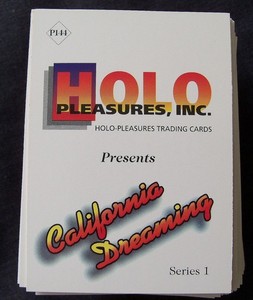 P144
HOLO
PLEASURES, INC.
HOLO-PLEASURES TRADING CARDS
Presents
California
Dreaming
Series 1